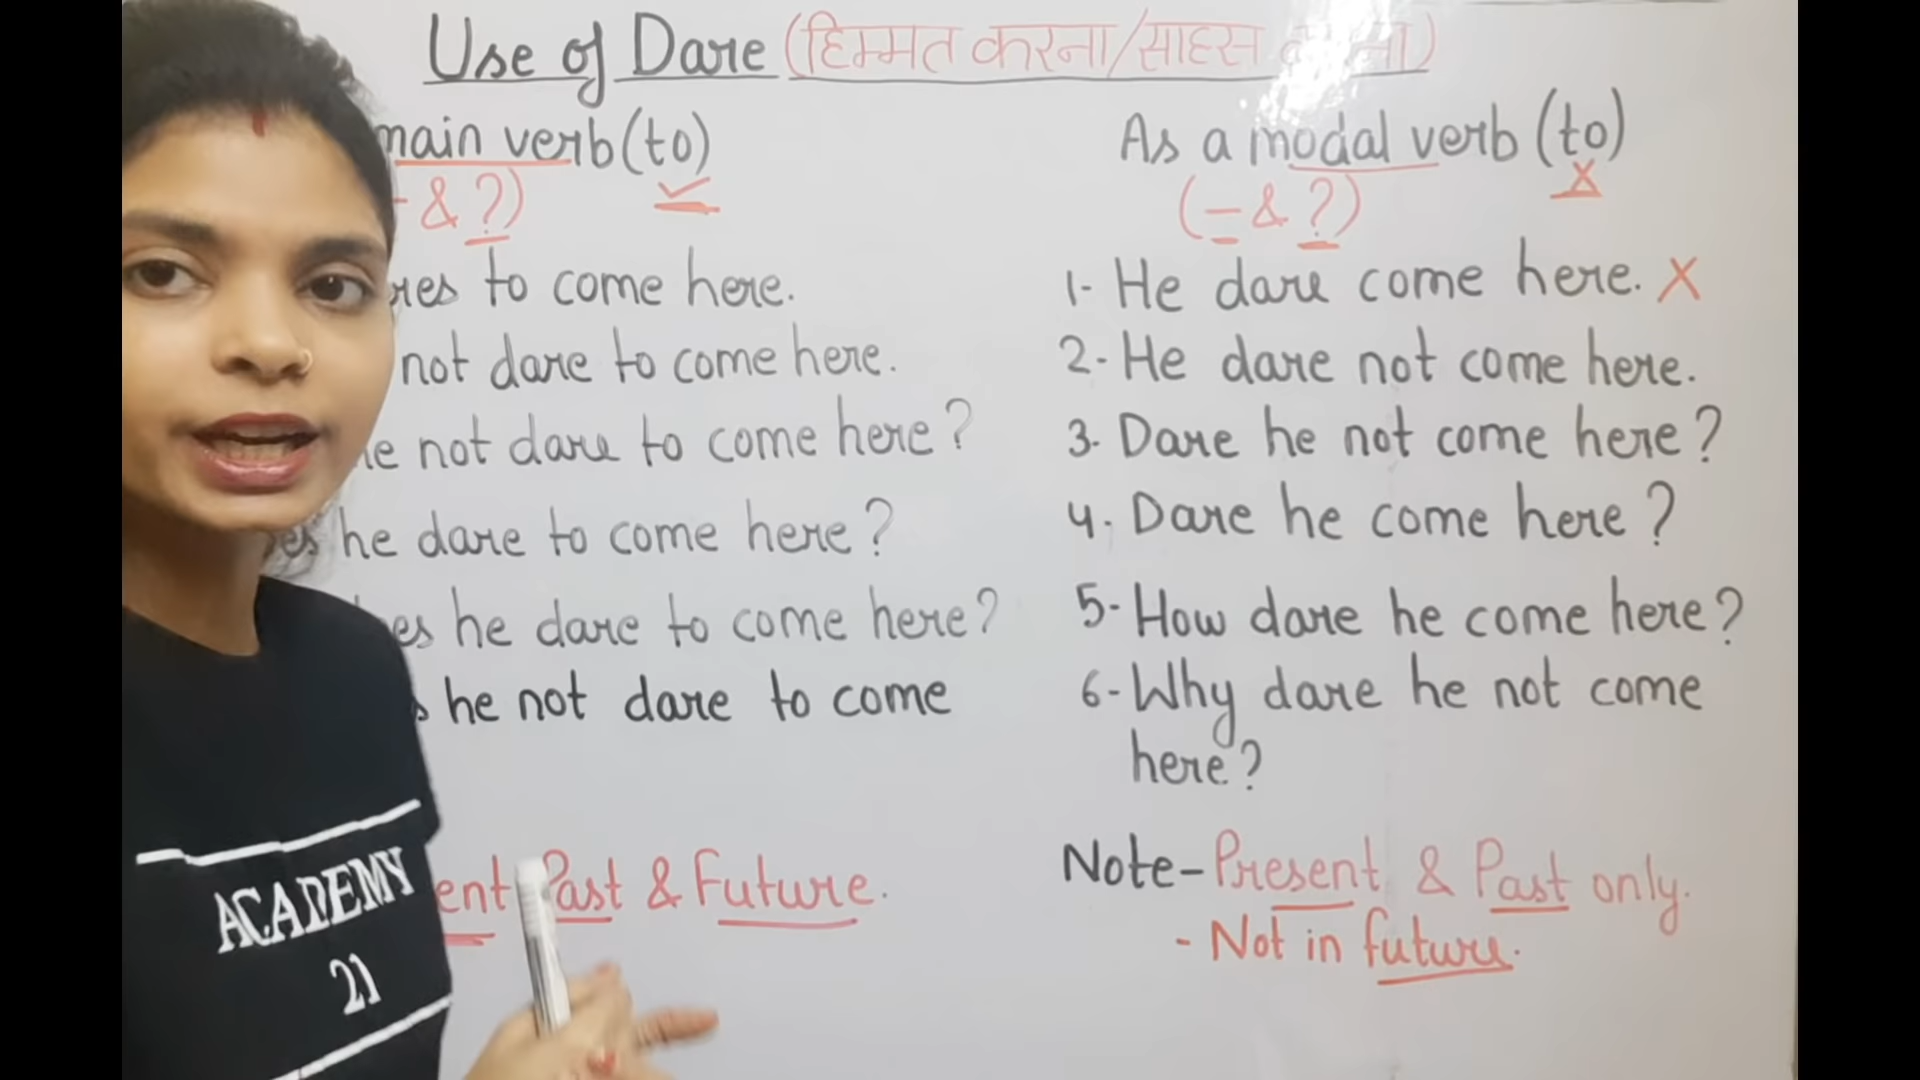 Use of Dare (हिम्मत करना/साहस
main verb (to)
& ?)
to come here.
not dare to come here.
not dare to come here?
he dare to come here?
he dare to come here?
he not dare to come
Past & Future.
As a modal verb (to)
(- & ?)
1- He dare come here. X
2- He dare not come here.
3- Dare he not come here?
4. Dare he come here?
5- How dare he come here?
6- Why dare he not come
here?
Note- Present & Past only.
- Not in future.
ACADEMY
21